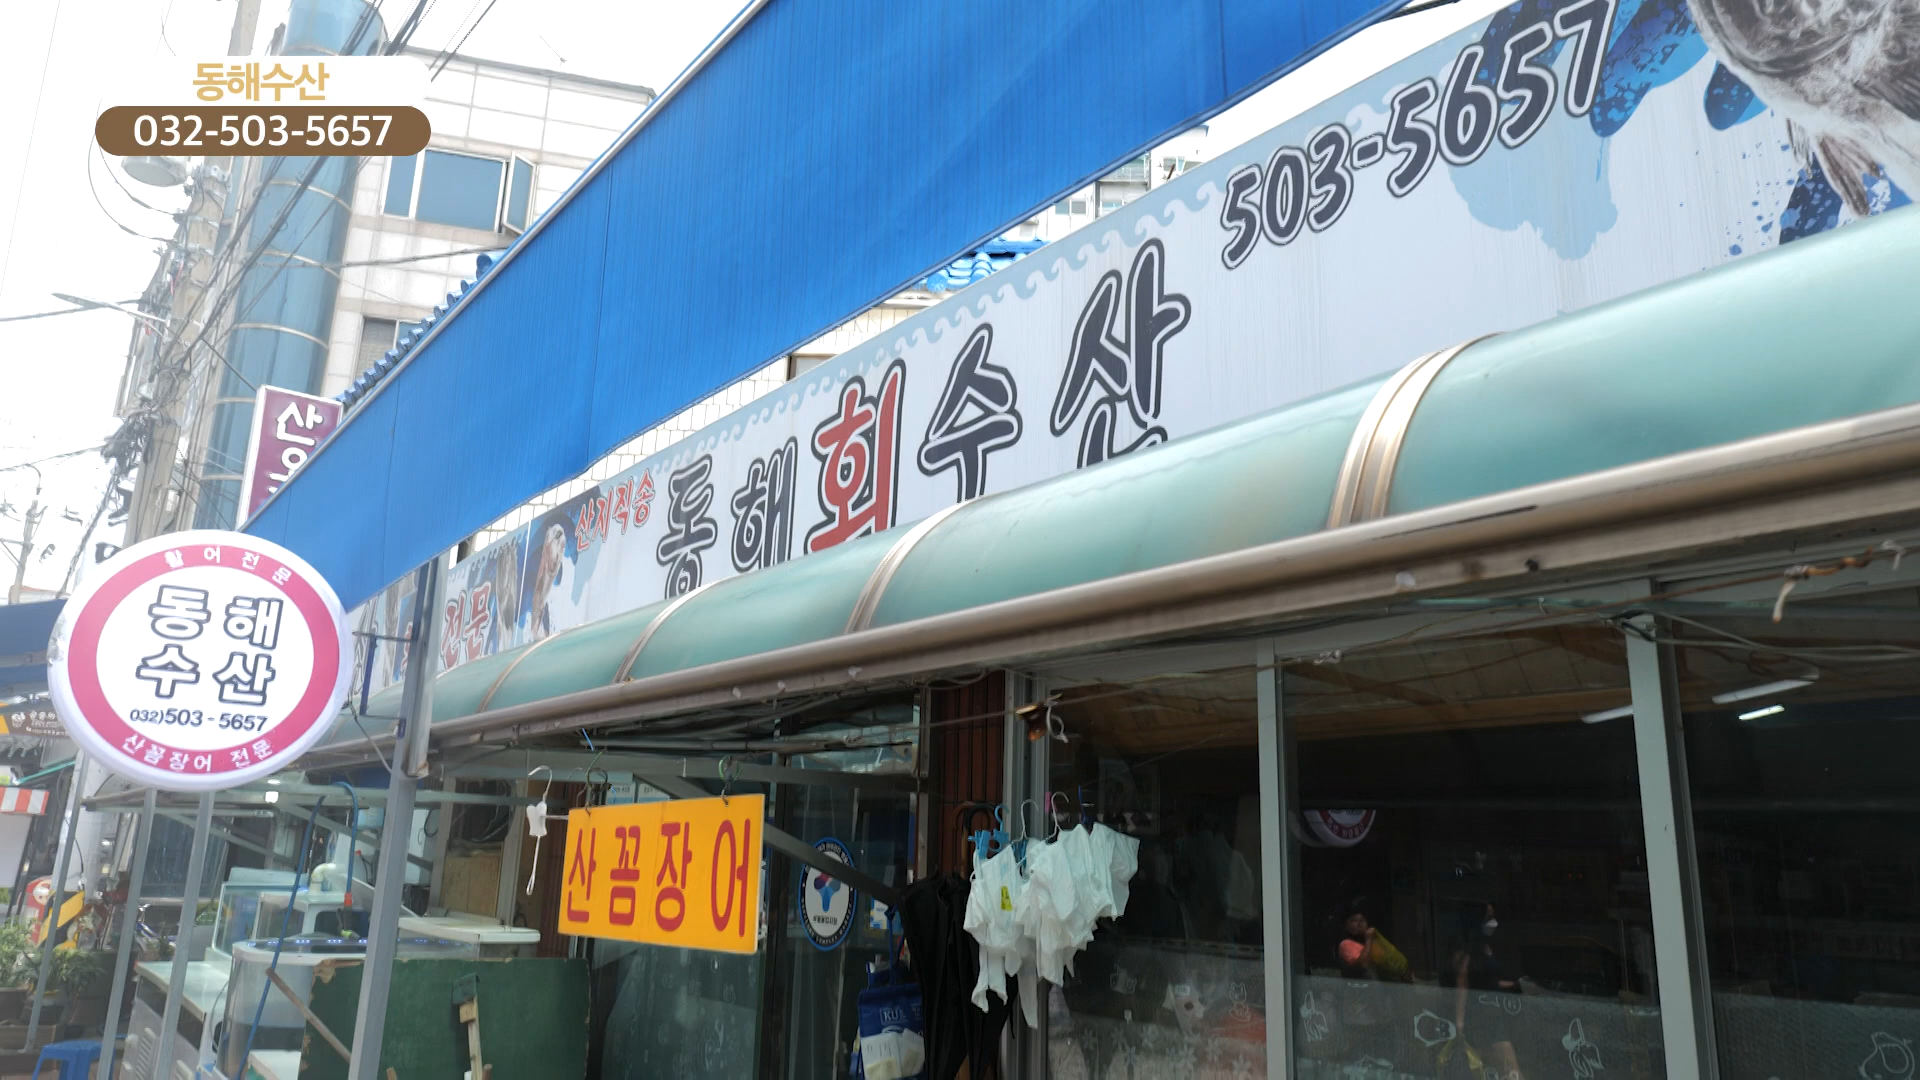 동해수산
032-503-5657
503-5657
동해회수산
산지직송
전문
활어전문
동해
수산
032)503-5657
산꼼장어 전문
산꼼장어